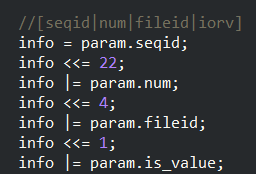 //[seqid|num|fileid|iorv]
info = param.seqid;
info <<= 22;
info |= param.num;
info <<= 4;
info |= param.fileid;
info <<= 1;
info |= param.is_value;